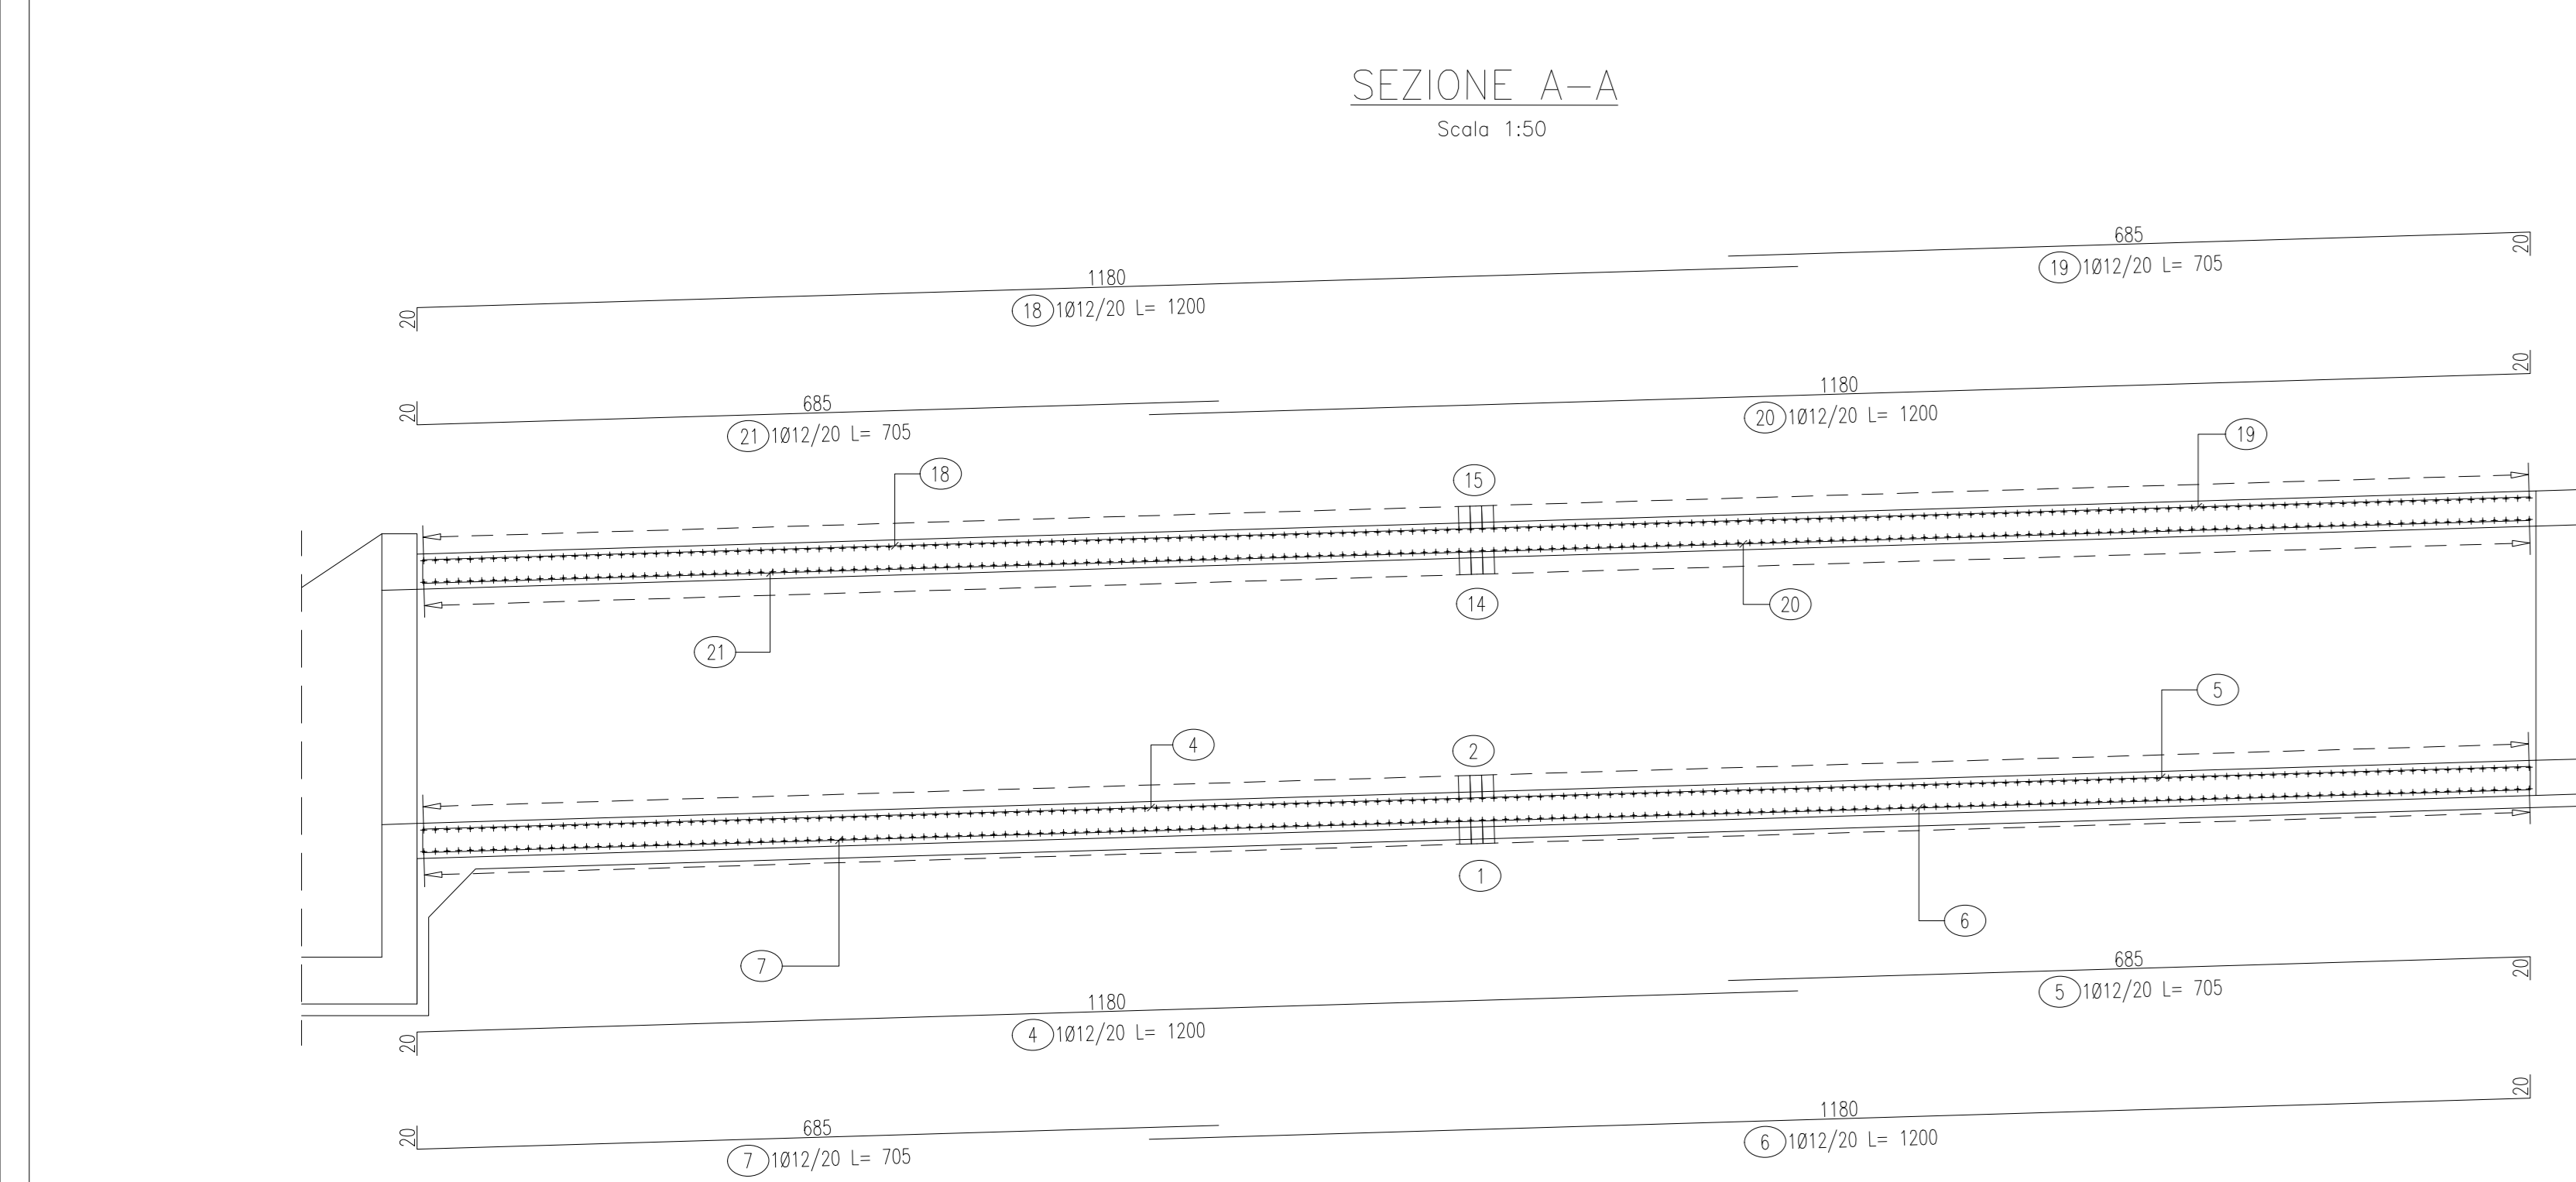 SEZIONE A-A
Scala 1:50
685
20
19 1Ø12/20 L= 705
1180
20
18 1Ø12/20 L= 1200
20
1180
20 1Ø12/20 L= 1200
685
20
21 1Ø12/20 L= 705
19
18
15
14
20
21
5
4
2
1
6
7
685
20
5 1Ø12/20 L= 705
1180
20
4 1Ø12/20 L= 1200
20
1180
6 1Ø12/20 L= 1200
685
20
7 1Ø12/20 L= 705